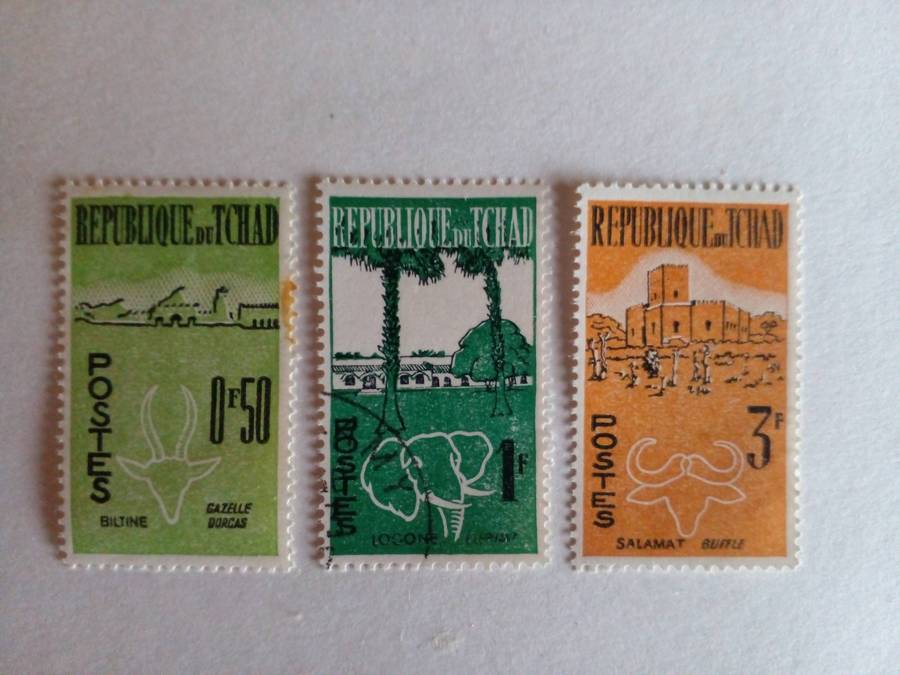 REPUBLIQUE DU TCHAD
POSTES
0F50
BILTINE
GAZELLE
DORCAS
REPUBLIQUE DU TCHAD
POSTES
1F
LOGONE ELEPHANT
REPUBLIQUE DU TCHAD
POSTES
3F
SALAMAT BUFFLE